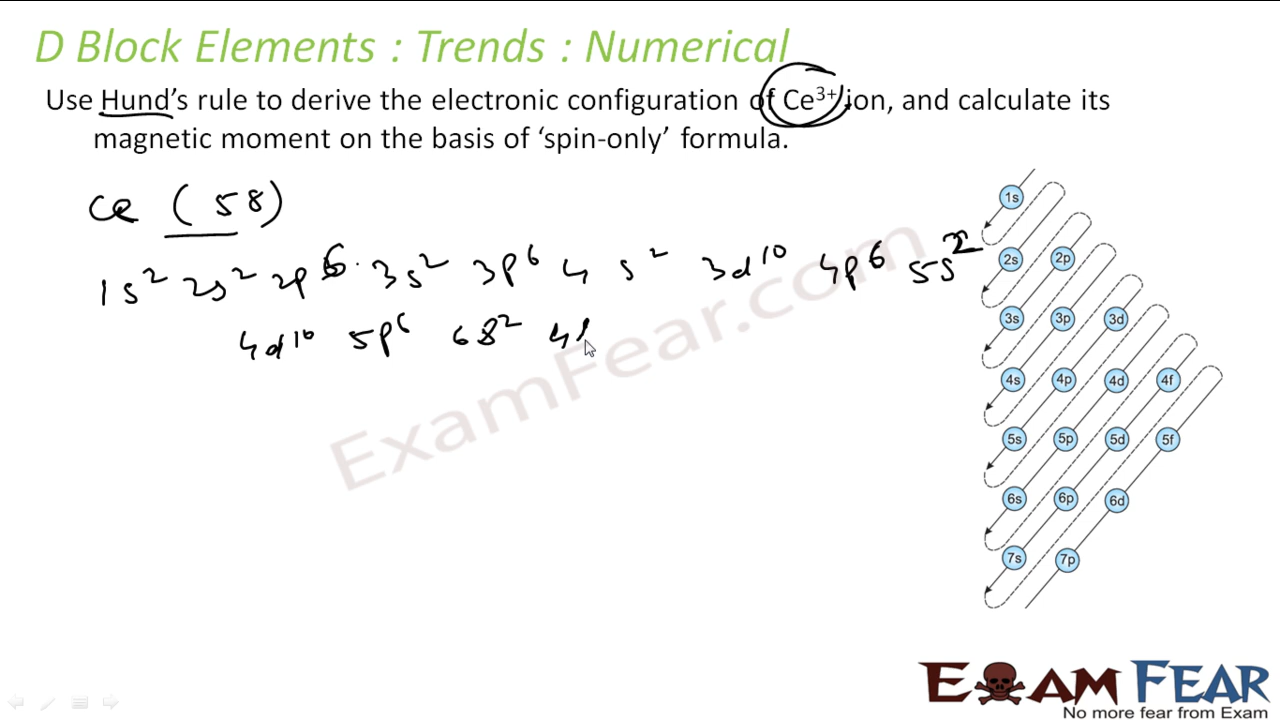 D Block Elements : Trends : Numerical
Use Hund's rule to derive the electronic configuration of Ce³⁺ ion, and calculate its
magnetic moment on the basis of 'spin-only' formula.
Ce (58)
1s² 2s² 2p⁶ 3s² 3p⁶ 4s² 3d¹⁰ 4p⁶ 5s²
4d¹⁰ 5p⁶ 6s² 4f
1s
2s 2p
3s 3p 3d
4s 4p 4d 4f
5s 5p 5d 5f
6s 6p 6d
7s 7p
ExamFear.com
EXAM FEAR
No more fear from Exam